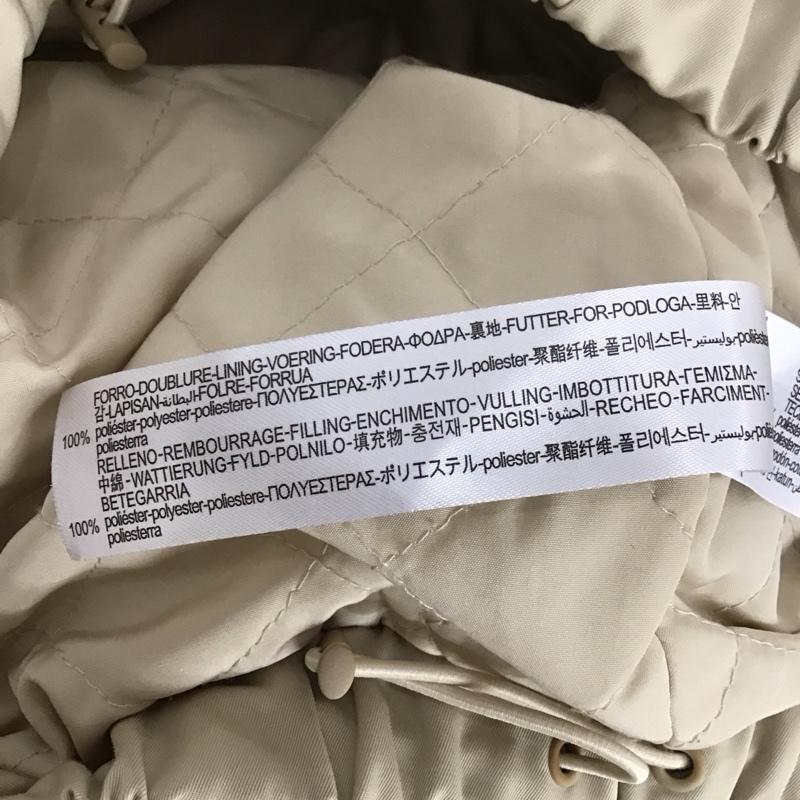 FORRO-DOUBLURE-LINING-VOERING-FODERA-ΦΟΔΡΑ-裏地-FUTTER-FOR-PODLOGA-里料-안
감-LAPISAN-البطانة-FOLRE-FORRUA
100% poliéster-polyester-poliestere-ΠΟΛΥΕΣΤΕΡΑΣ-ポリエステル-poliester-聚酯纤维-폴리에스터-بوليستير-poliéster-
poliesterra
RELLENO-REMBOURRAGE-FILLING-ENCHIMENTO-VULLING-IMBOTTITURA-ΓΕΜΙΣΜΑ-
中綿-WATTIERUNG-FYLD-POLNILO-填充物-충전재-PENGISI-الحشوة-RECHEO-FARCIMENT-
BETEGARRIA
100% poliéster-polyester-poliestere-ΠΟΛΥΕΣΤΕΡΑΣ-ポリエステル-poliester-聚酯纤维-폴리에스터-بوليستير
poliesterra